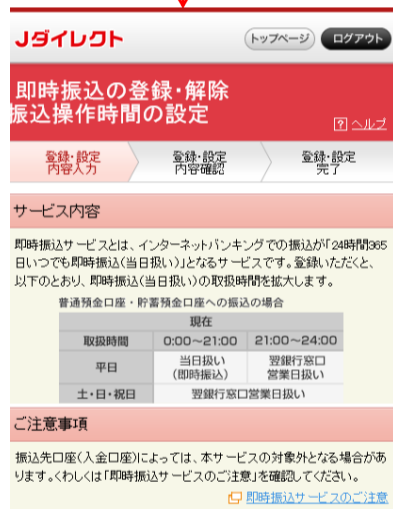 Jダイレクト
トップページ
ログアウト
即時振込の登録・解除
振込操作時間の設定
? ヘルプ
登録・設定
内容入力
登録・設定
内容確認
登録・設定
完了
サービス内容
即時振込サービスとは、インターネットバンキングでの振込が「24時間365
日いつでも即時振込(当日扱い)」となるサービスです。登録いただくと、
以下のとおり、即時振込(当日扱い)の取扱時間を拡大します。
普通預金口座・貯蓄預金口座への振込の場合
現在
取扱時間 0:00～21:00 21:00～24:00
平日 当日扱い 翌銀行窓口
(即時振込) 営業日扱い
土・日・祝日 翌銀行窓口営業日扱い
ご注意事項
振込先口座(入金口座)によっては、本サービスの対象外となる場合があ
ります。くわしくは「即時振込サービスのご注意」を確認してください。
即時振込サービスのご注意